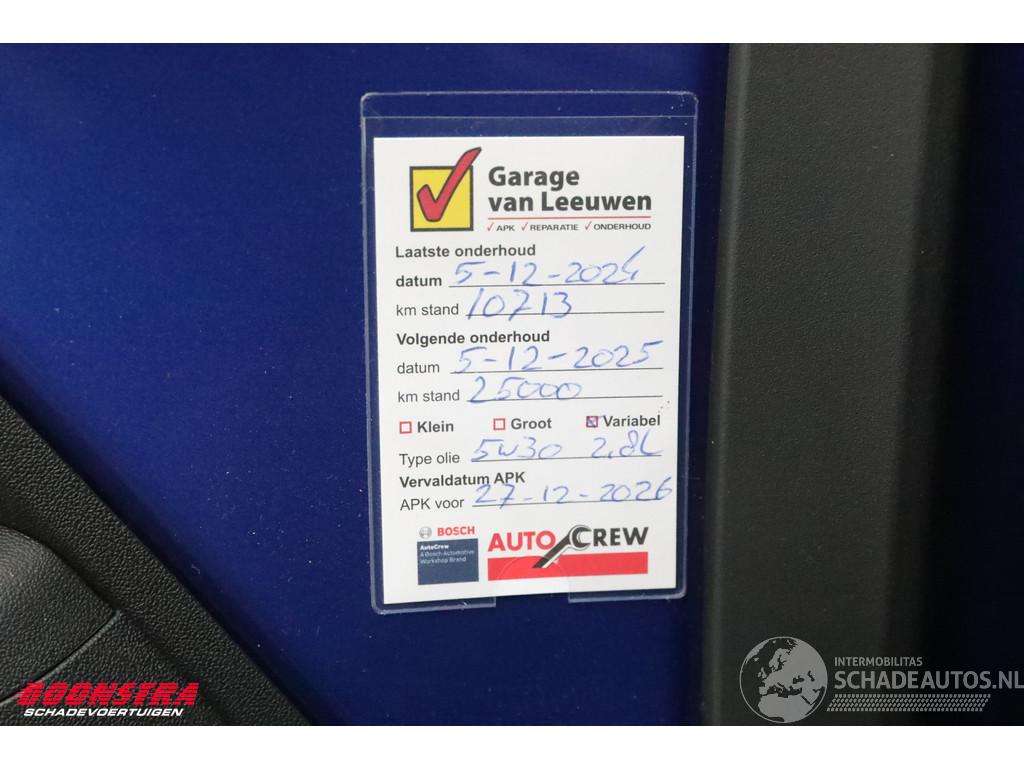 Garage
van Leeuwen
APK REPARATIE ONDERHOUD
Laatste onderhoud
datum 5-12-2024
km stand 10713
Volgende onderhoud
datum 5-12-2025
km stand 25000
Klein Groot Variabel
Type olie 5W30 2,8L
Vervaldatum APK
APK voor 27-12-2026
BOSCH
AutoCrew
A Bosch Automotive
Workshop Brand
AUTO CREW
BOONSTRA
SCHADEVOERTUIGEN
INTERMOBILITAS
SCHADEAUTOS.NL